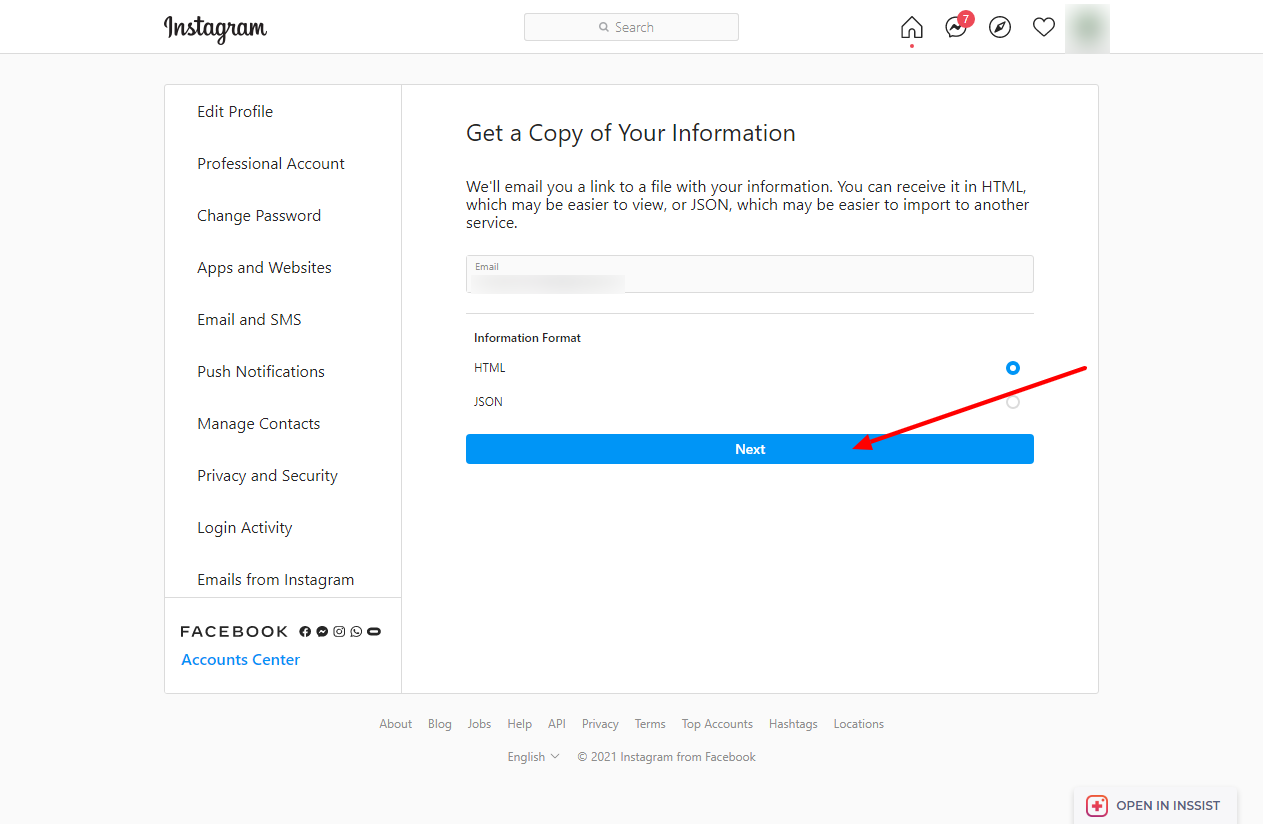 Instagram
Search
7
Edit Profile
Professional Account
Change Password
Apps and Websites
Email and SMS
Push Notifications
Manage Contacts
Privacy and Security
Login Activity
Emails from Instagram
FACEBOOK
Accounts Center
Get a Copy of Your Information
We'll email you a link to a file with your information. You can receive it in HTML,
which may be easier to view, or JSON, which may be easier to import to another
service.
Email
Information Format
HTML
JSON
Next
About Blog Jobs Help API Privacy Terms Top Accounts Hashtags Locations
English © 2021 Instagram from Facebook
OPEN IN INSSIST